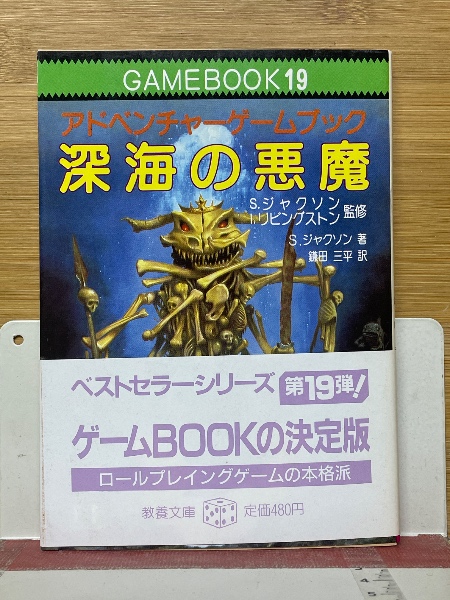 GAMEBOOK 19
アドベンチャーゲームブック
深海の悪魔
S.ジャクソン
I.リビングストン 監修
S.ジャクソン 著
鎌田 三平 訳
ベストセラーシリーズ 第19弾!
ゲームBOOKの決定版
ロールプレイングゲームの本格派
教養文庫 定価480円
5